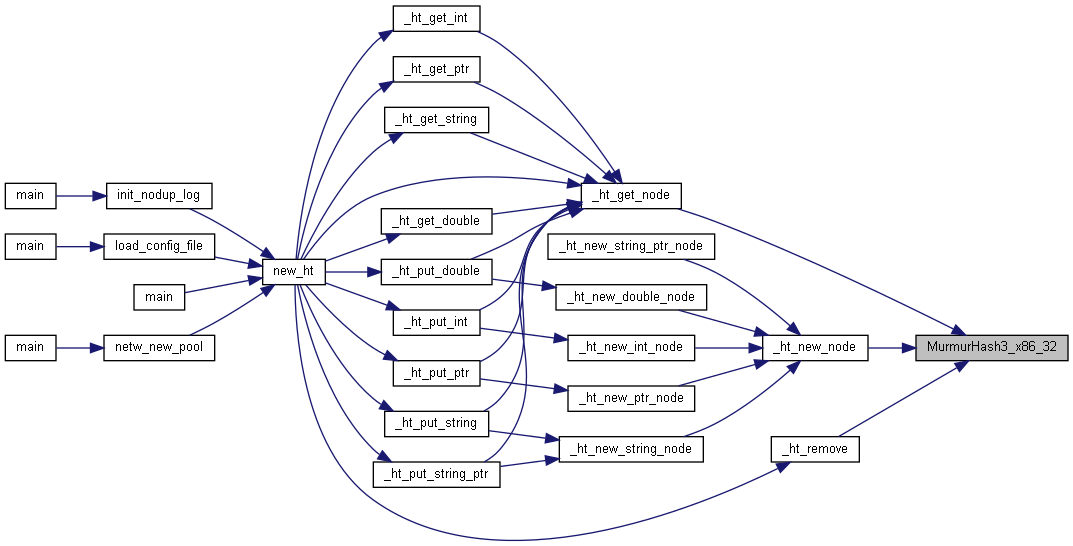 _ht_get_int
_ht_get_ptr
_ht_get_string
main
init_nodup_log
_ht_get_node
_ht_get_double
main
load_config_file
_ht_new_string_ptr_node
new_ht
_ht_put_double
main
_ht_new_double_node
_ht_put_int
main
netw_new_pool
_ht_new_int_node
_ht_new_node
MurmurHash3_x86_32
_ht_put_ptr
_ht_new_ptr_node
_ht_put_string
_ht_new_string_node
_ht_remove
_ht_put_string_ptr